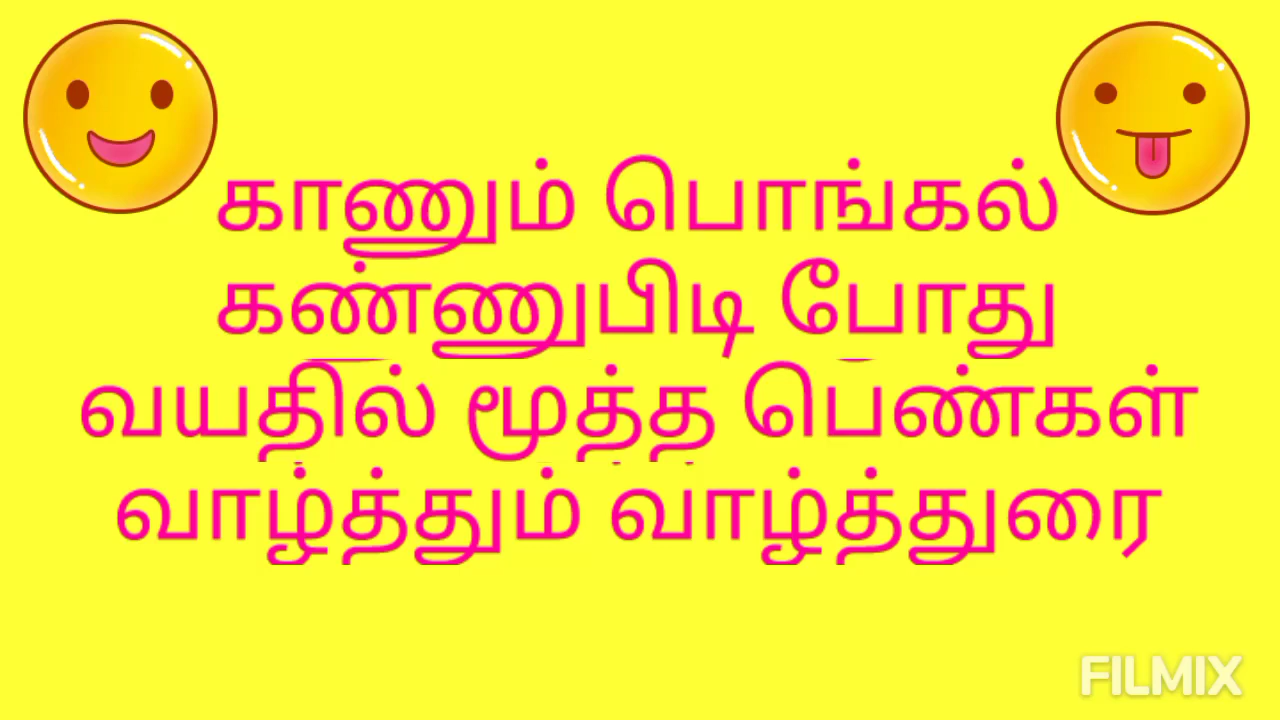 காணும் பொங்கல்
கண்ணுபிடி போது
வயதில் மூத்த பெண்கள்
வாழ்த்தும் வாழ்த்துரை
FILMIX